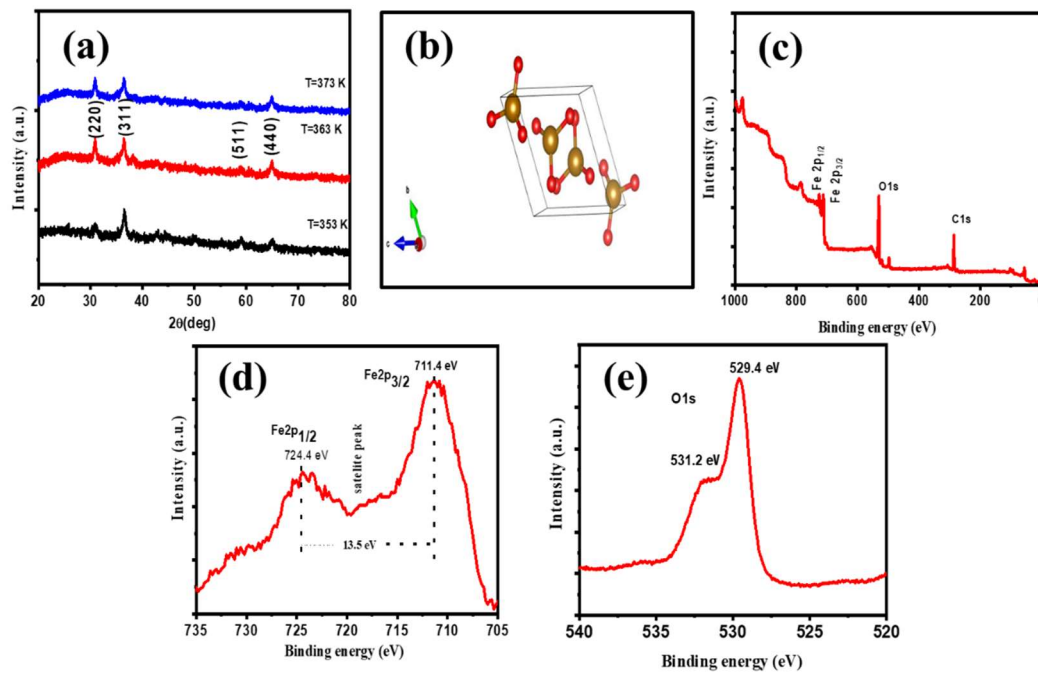 (a)
T=373 K
(220)
(311)
T=363 K
(511)
(440)
T=353 K
Intensity (a.u.)
20 30 40 50 60 70 80
2θ(deg)
(b)
b
c
(c)
Fe 2p1/2
Fe 2p3/2
O1s
C1s
Intensity (a.u.)
1000 800 600 400 200
Binding energy (eV)
(d)
711.4 eV
Fe2p3/2
Fe2p1/2
724.4 eV
satelite peak
13.5 eV
Intensity (a.u.)
735 730 725 720 715 710 705
Binding energy (eV)
(e)
529.4 eV
O1s
531.2 eV
Intensity (a.u.)
540 535 530 525 520
Binding energy (eV)